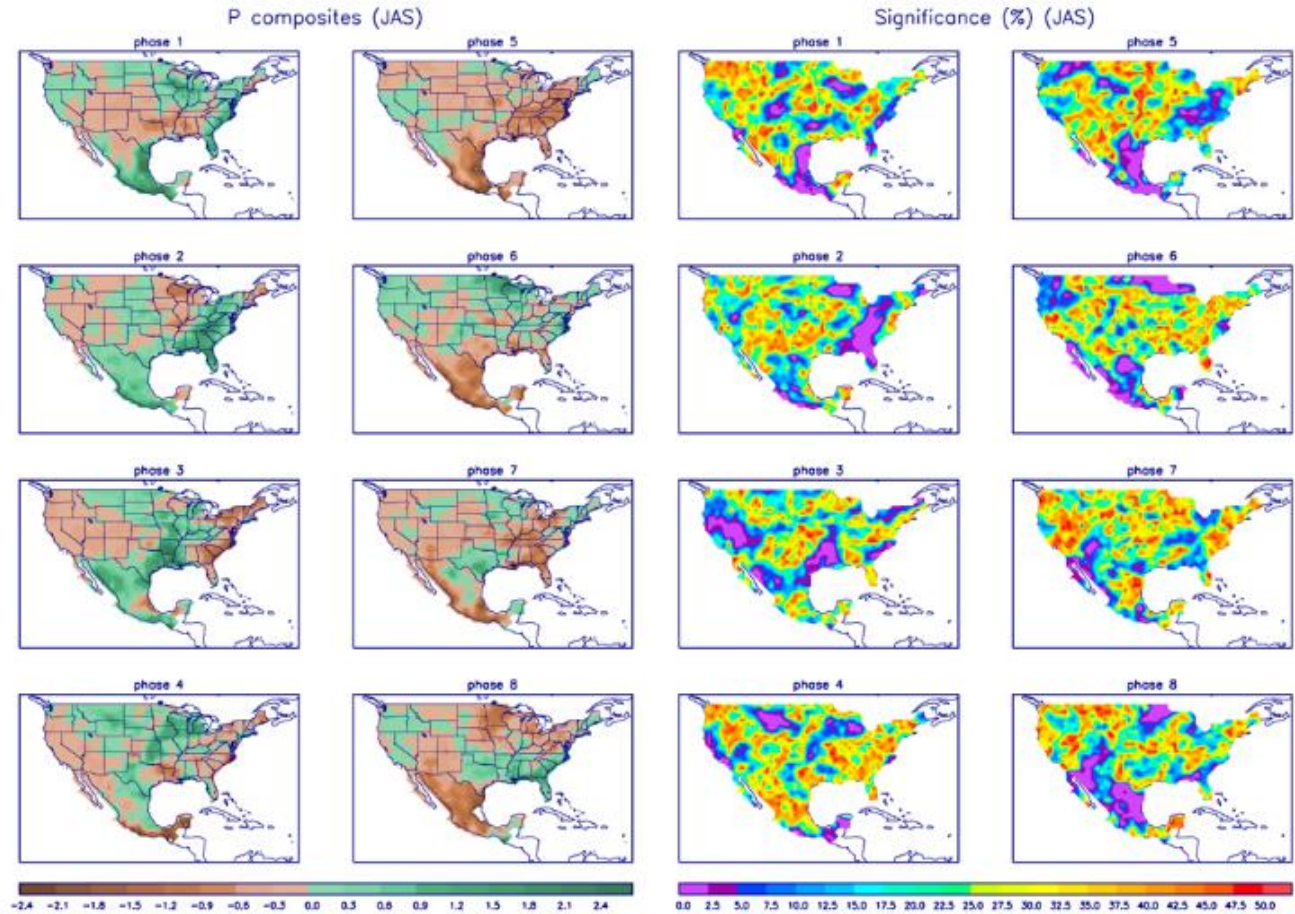 P composites (JAS) Significance (%) (JAS)
phase 1 phase 5 phase 1 phase 5
phase 2 phase 6 phase 2 phase 6
phase 3 phase 7 phase 3 phase 7
phase 4 phase 8 phase 4 phase 8
-2.4 -2.1 -1.8 -1.5 -1.2 -0.9 -0.6 -0.3 0.0 0.3 0.6 0.9 1.2 1.5 1.8 2.1 2.4 0.0 2.5 5.0 7.5 10.0 12.5 15.0 17.5 20.0 22.5 25.0 27.5 30.0 32.5 35.0 37.5 40.0 42.5 45.0 47.5 50.0